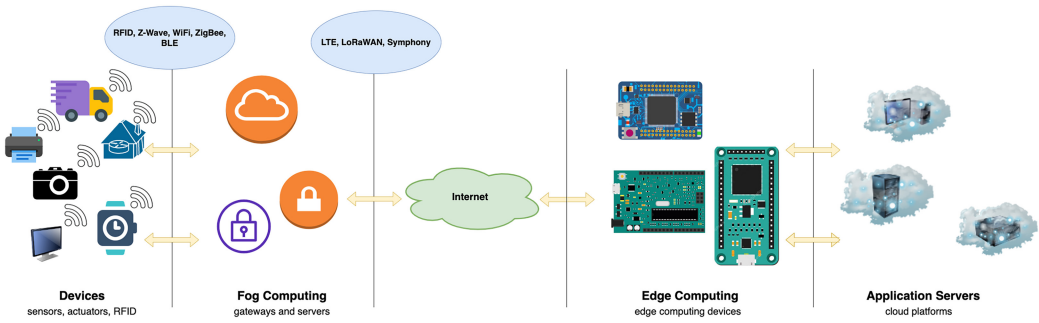 RFID, Z-Wave, WiFi, ZigBee,
BLE
LTE, LoRaWAN, Symphony
Internet
Devices
sensors, actuators, RFID
Fog Computing
gateways and servers
Edge Computing
edge computing devices
Application Servers
cloud platforms